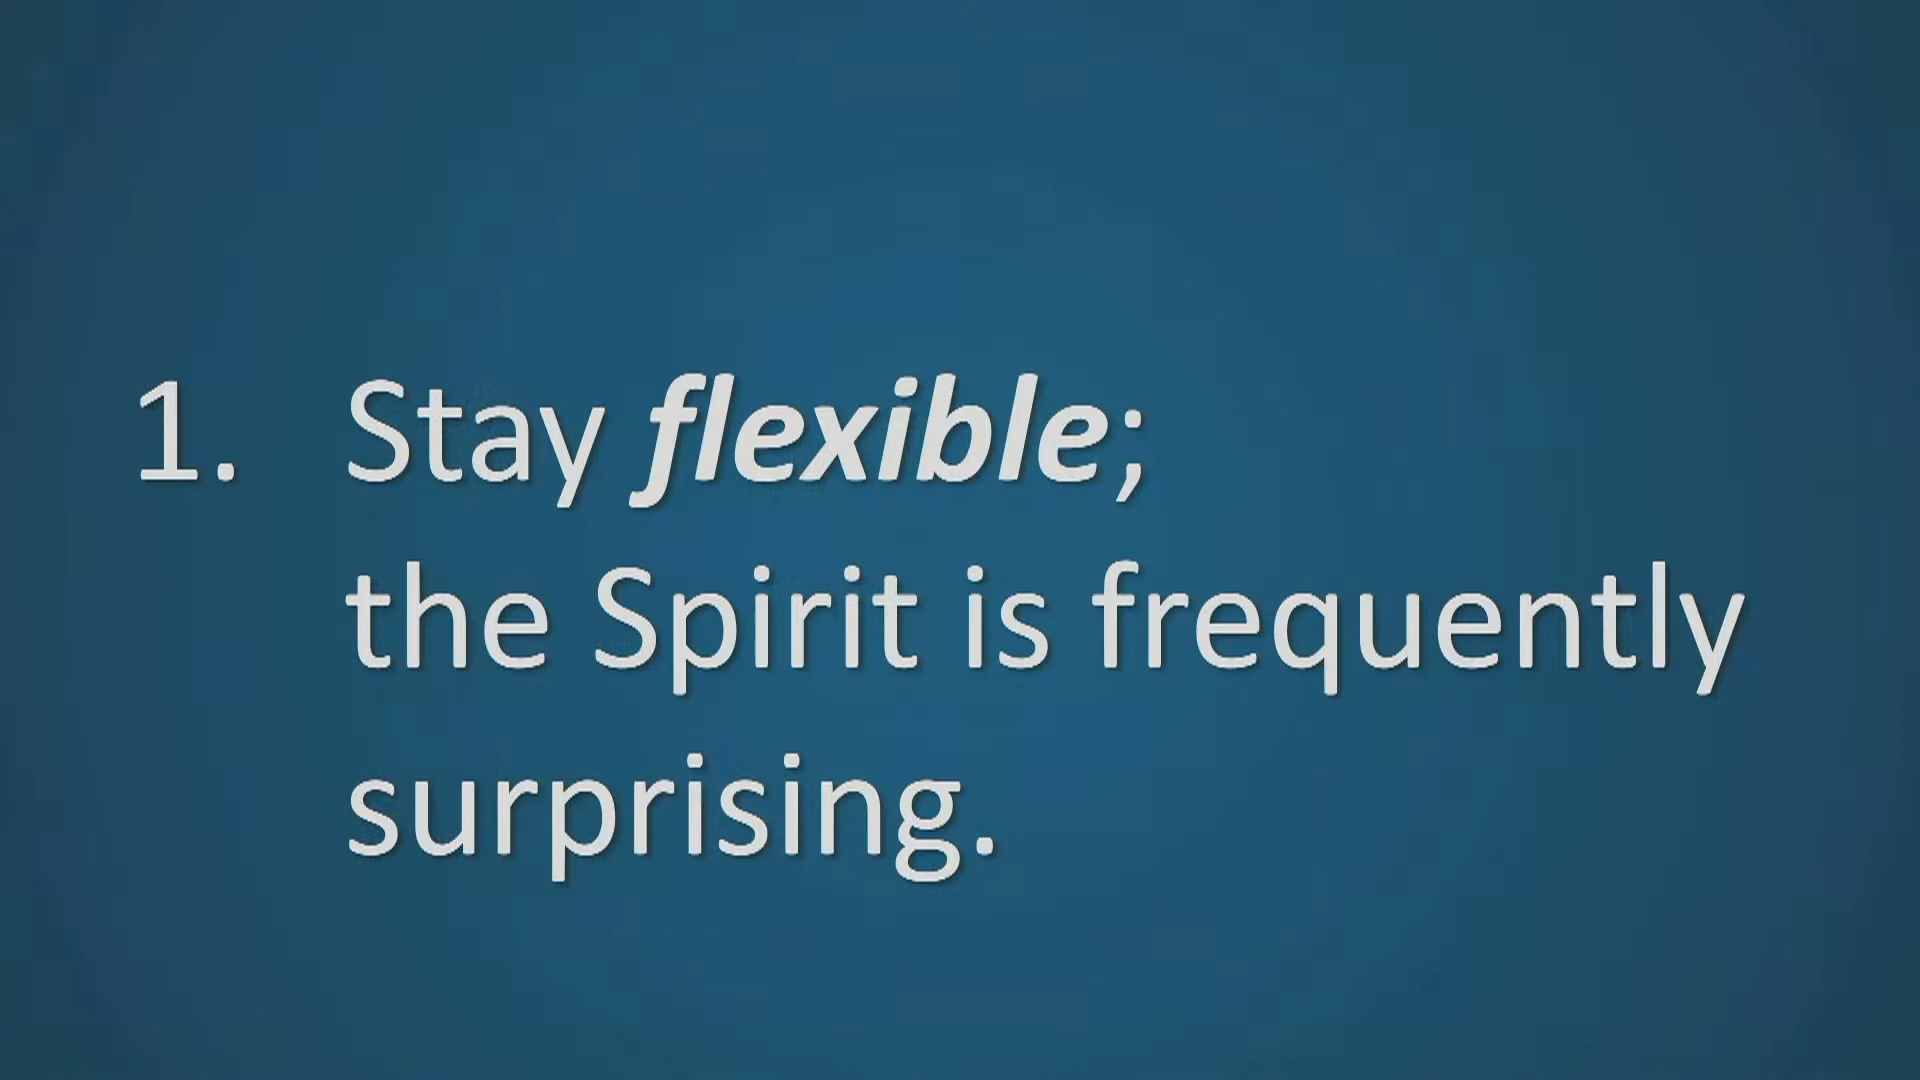 1. Stay flexible;
the Spirit is frequently
surprising.